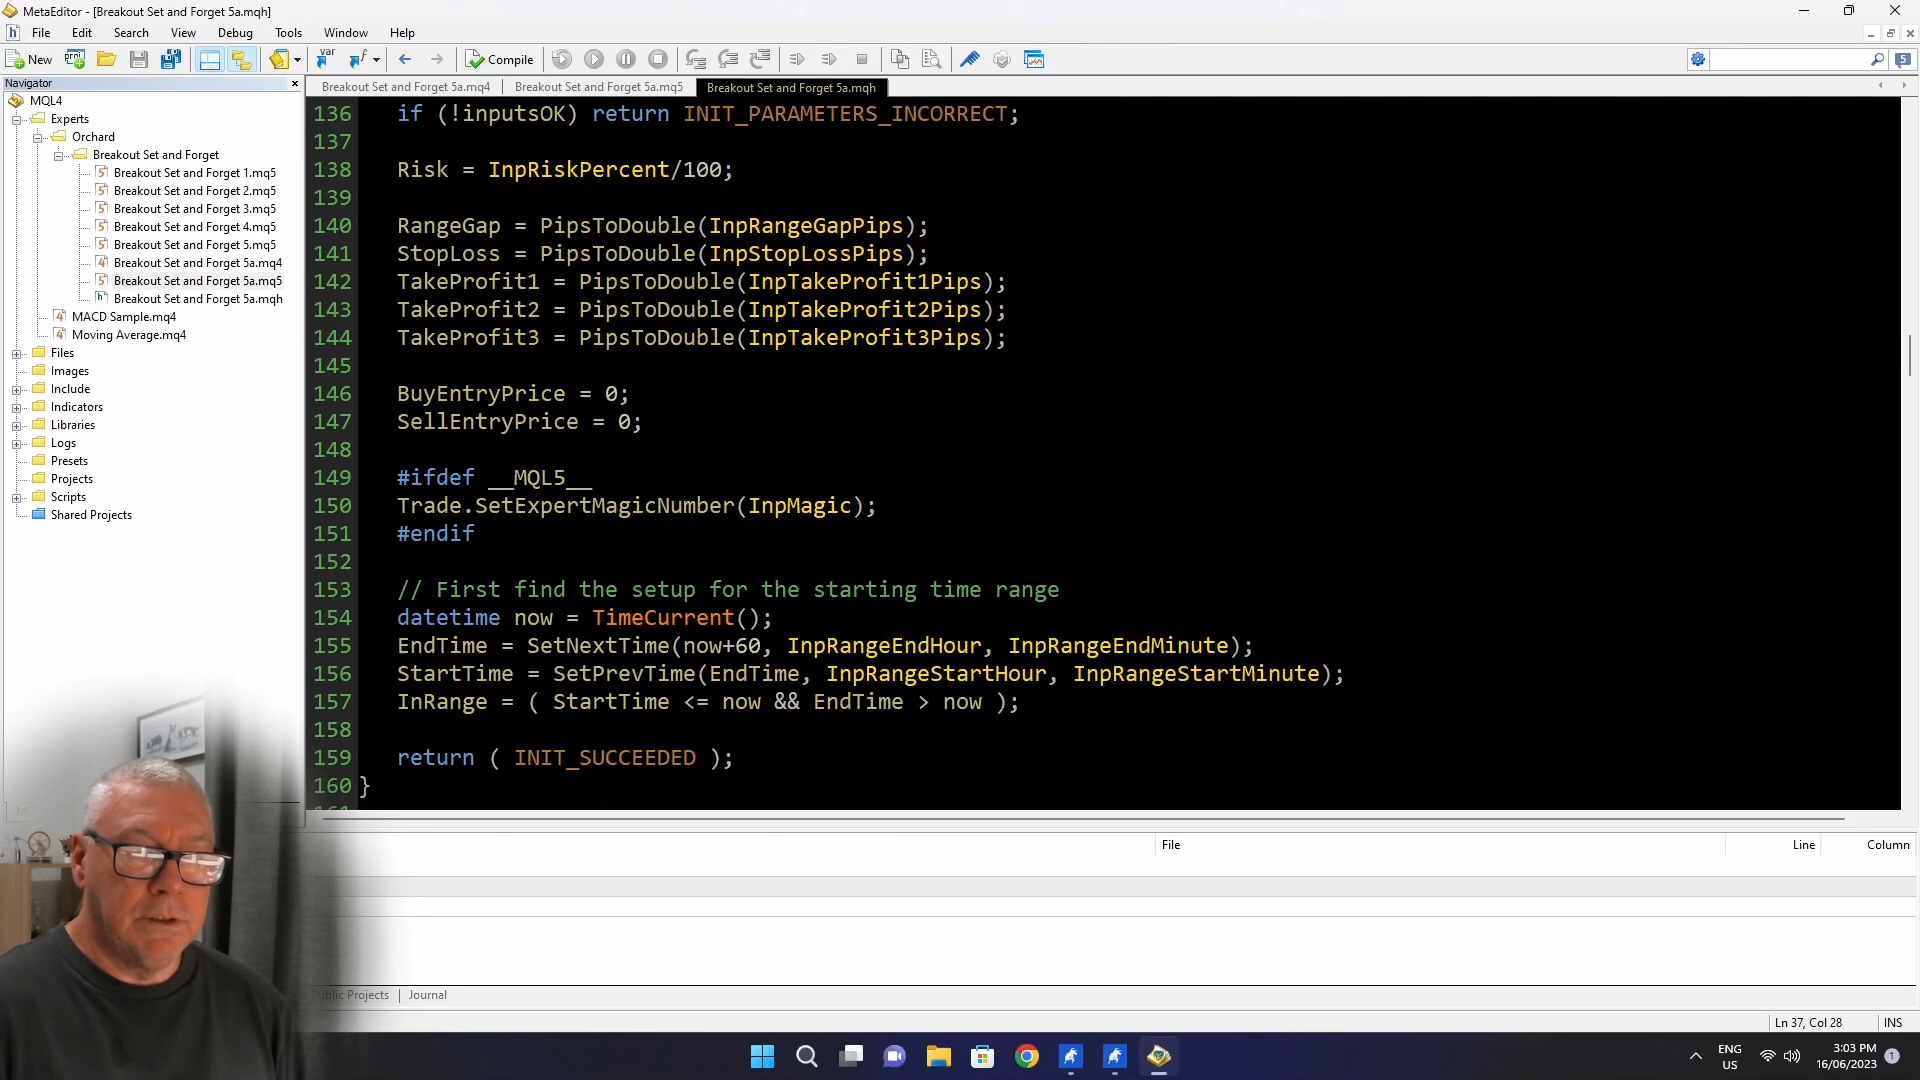 MetaEditor - [Breakout Set and Forget 5a.mqh]
File Edit Search View Debug Tools Window Help
New Compile 5
Navigator
Breakout Set and Forget 5a.mq4 Breakout Set and Forget 5a.mq5 Breakout Set and Forget 5a.mqh
MQL4
Experts
Orchard
Breakout Set and Forget
Breakout Set and Forget 1.mq5
Breakout Set and Forget 2.mq5
Breakout Set and Forget 3.mq5
Breakout Set and Forget 4.mq5
Breakout Set and Forget 5.mq5
Breakout Set and Forget 5a.mq4
Breakout Set and Forget 5a.mq5
Breakout Set and Forget 5a.mqh
MACD Sample.mq4
Moving Average.mq4
Files
Images
Include
Indicators
Libraries
Logs
Presets
Projects
Scripts
Shared Projects
136 if (!inputsOK) return INIT_PARAMETERS_INCORRECT;
137
138 Risk = InpRiskPercent/100;
139
140 RangeGap = PipsToDouble(InpRangeGapPips);
141 StopLoss = PipsToDouble(InpStopLossPips);
142 TakeProfit1 = PipsToDouble(InpTakeProfit1Pips);
143 TakeProfit2 = PipsToDouble(InpTakeProfit2Pips);
144 TakeProfit3 = PipsToDouble(InpTakeProfit3Pips);
145
146 BuyEntryPrice = 0;
147 SellEntryPrice = 0;
148
149 #ifdef __MQL5__
150 Trade.SetExpertMagicNumber(InpMagic);
151 #endif
152
153 // First find the setup for the starting time range
154 datetime now = TimeCurrent();
155 EndTime = SetNextTime(now+60, InpRangeEndHour, InpRangeEndMinute);
156 StartTime = SetPrevTime(EndTime, InpRangeStartHour, InpRangeStartMinute);
157 InRange = ( StartTime <= now && EndTime > now );
158
159 return ( INIT_SUCCEEDED );
160 }
File Line Column
Projects Journal
Ln 37, Col 28 INS
ENG
US
3:03 PM
16/06/2023
1